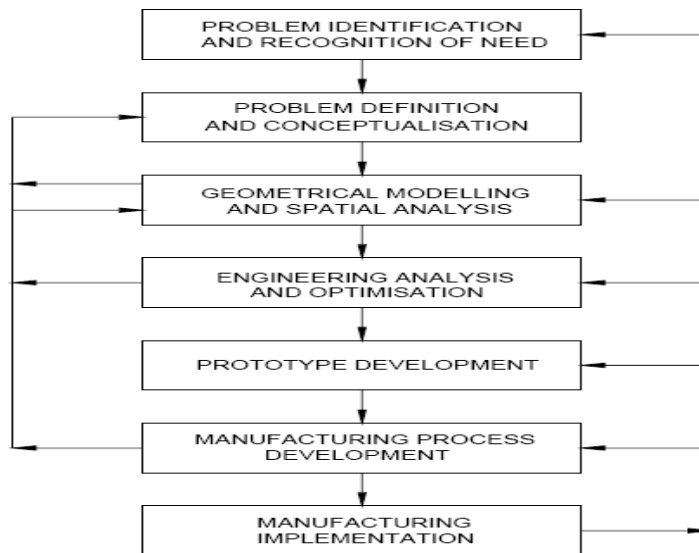 PROBLEM IDENTIFICATION
AND RECOGNITION OF NEED
PROBLEM DEFINITION
AND CONCEPTUALISATION
GEOMETRICAL MODELLING
AND SPATIAL ANALYSIS
ENGINEERING ANALYSIS
AND OPTIMISATION
PROTOTYPE DEVELOPMENT
MANUFACTURING PROCESS
DEVELOPMENT
MANUFACTURING
IMPLEMENTATION